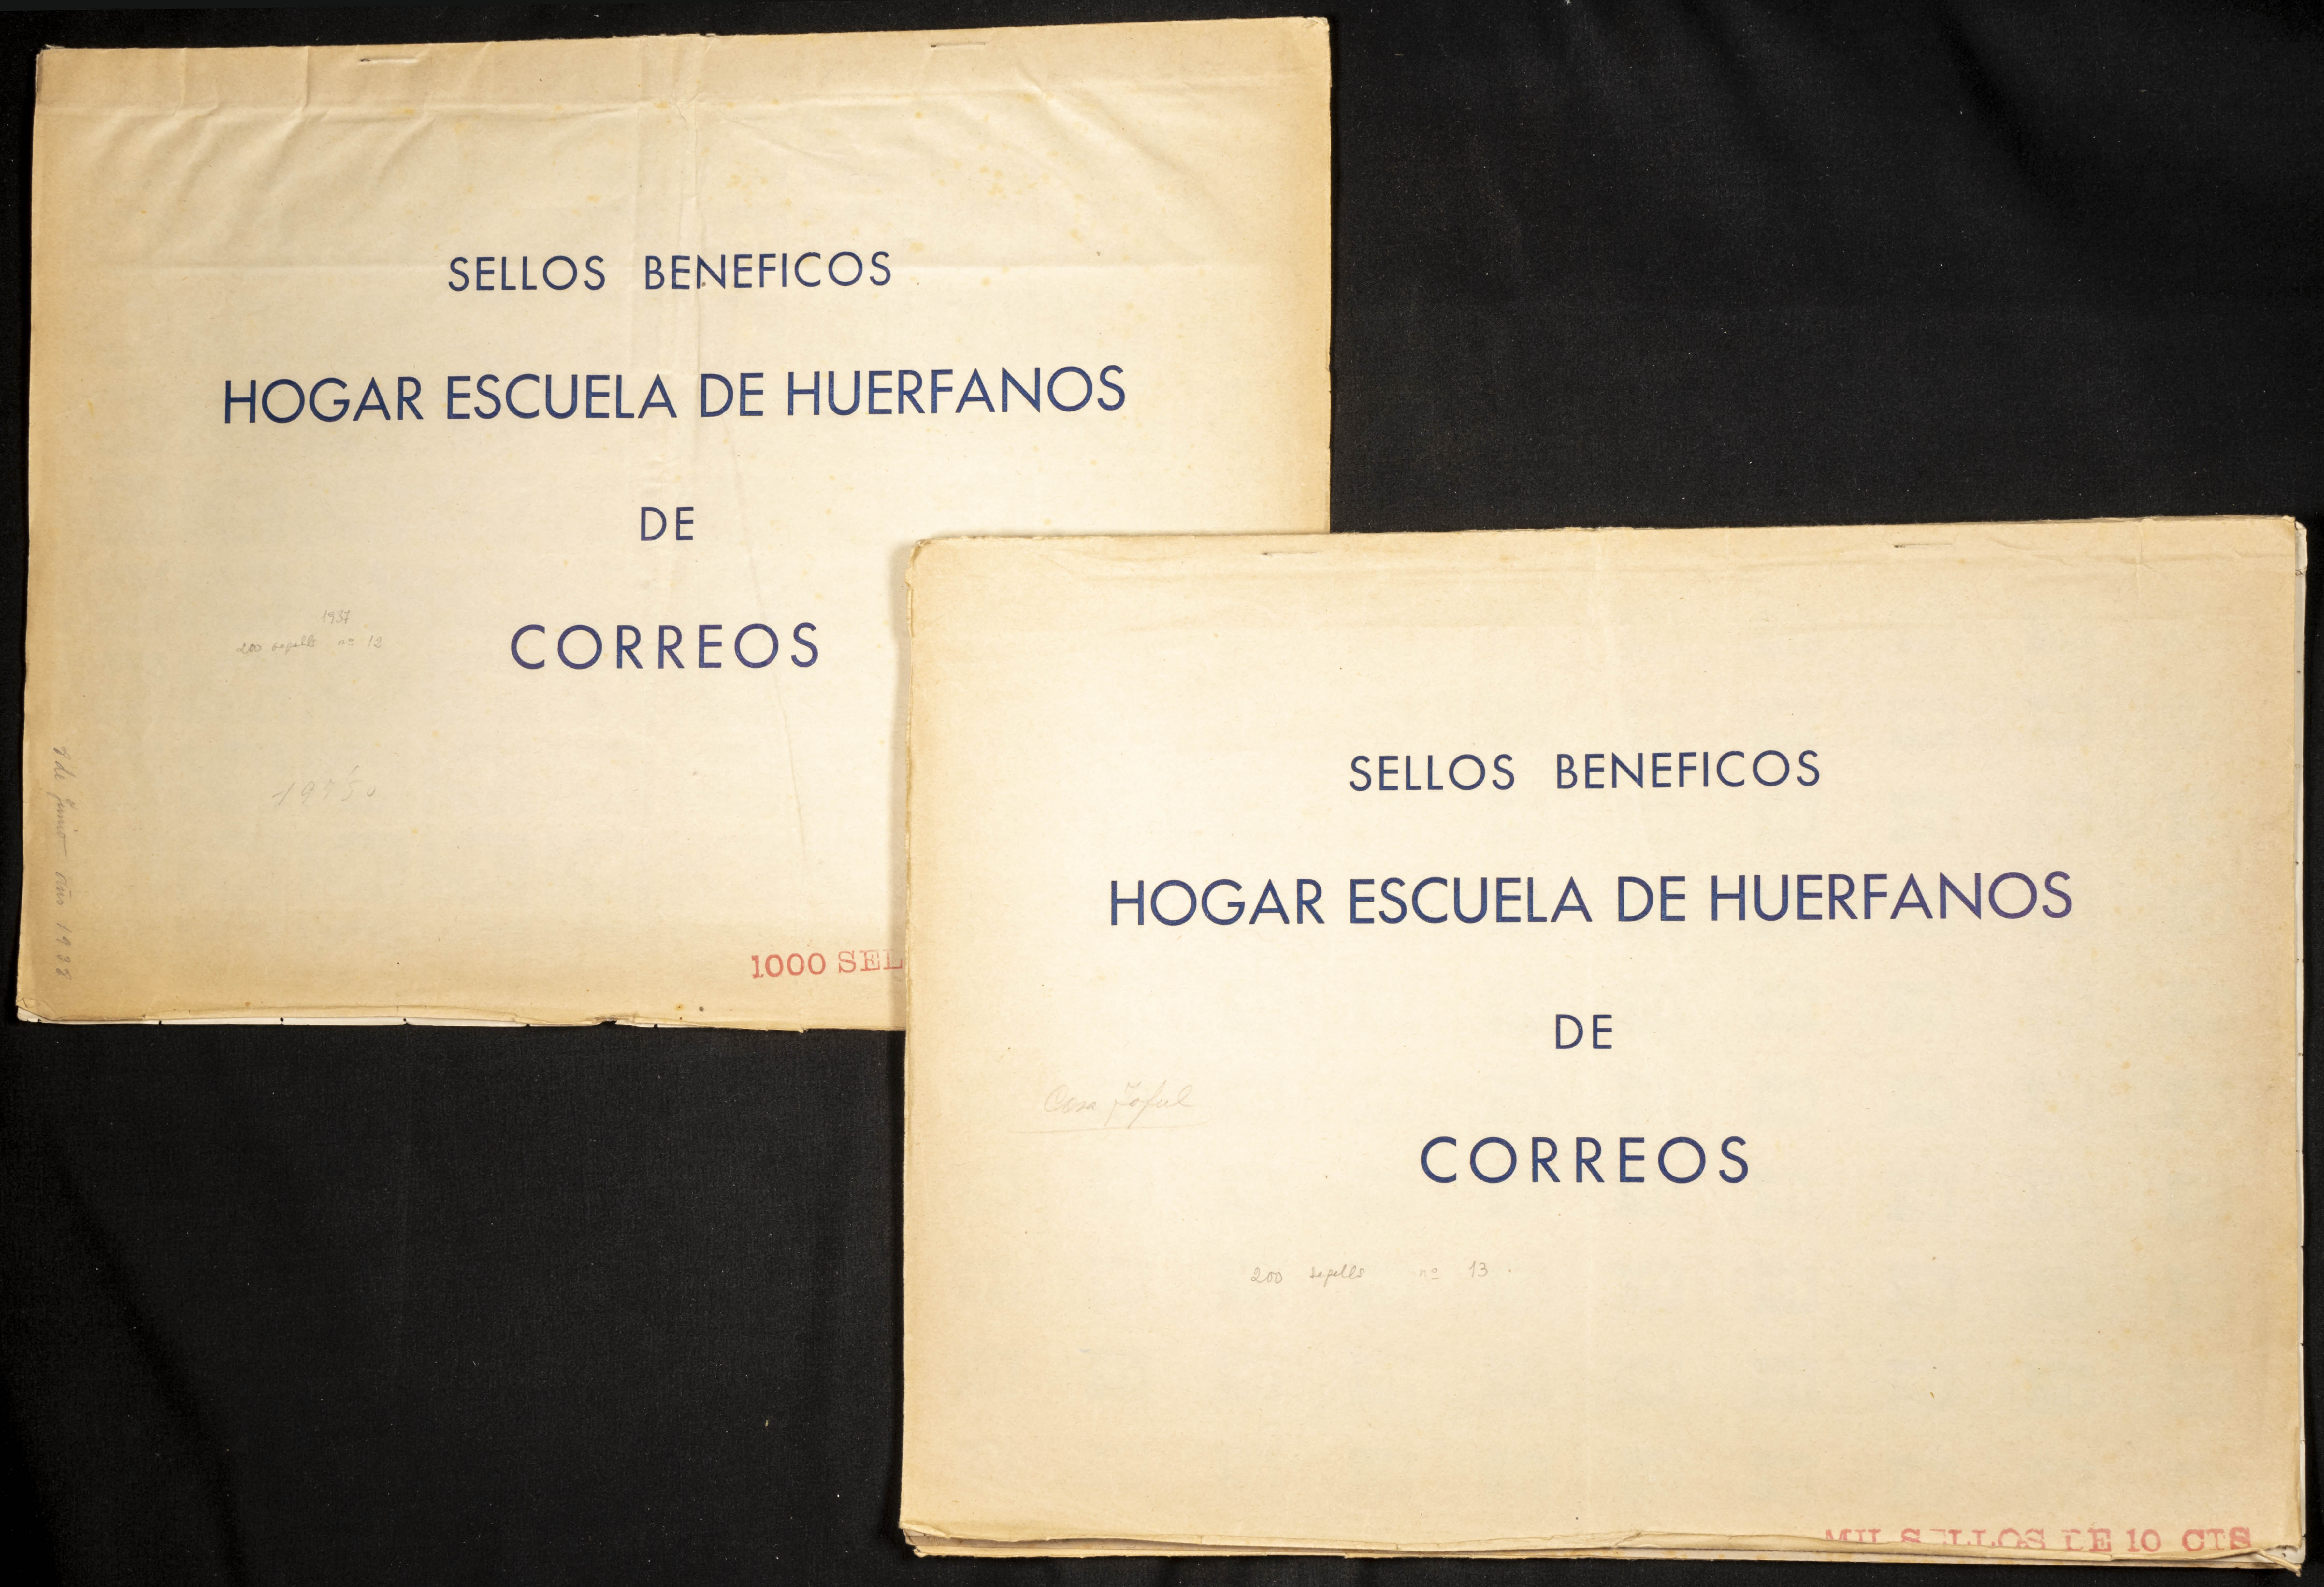 SELLOS BENEFICOS
HOGAR ESCUELA DE HUERFANOS
DE
CORREOS
1937
200 segells nº 12
1000 SEL
SELLOS BENEFICOS
HOGAR ESCUELA DE HUERFANOS
DE
CORREOS
Casa
200 segells nº 13
MIL SELLOS DE 10 CTS